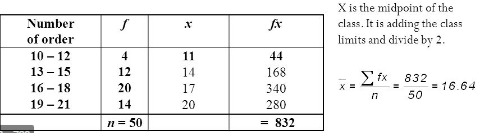 Number of order f x fx
10 – 12 4 11 44
13 – 15 12 14 168
16 – 18 20 17 340
19 – 21 14 20 280
n = 50 = 832
X is the midpoint of the
class. It is adding the class
limits and divide by 2.
x̄ = ∑ fx / n = 832 / 50 = 16.64